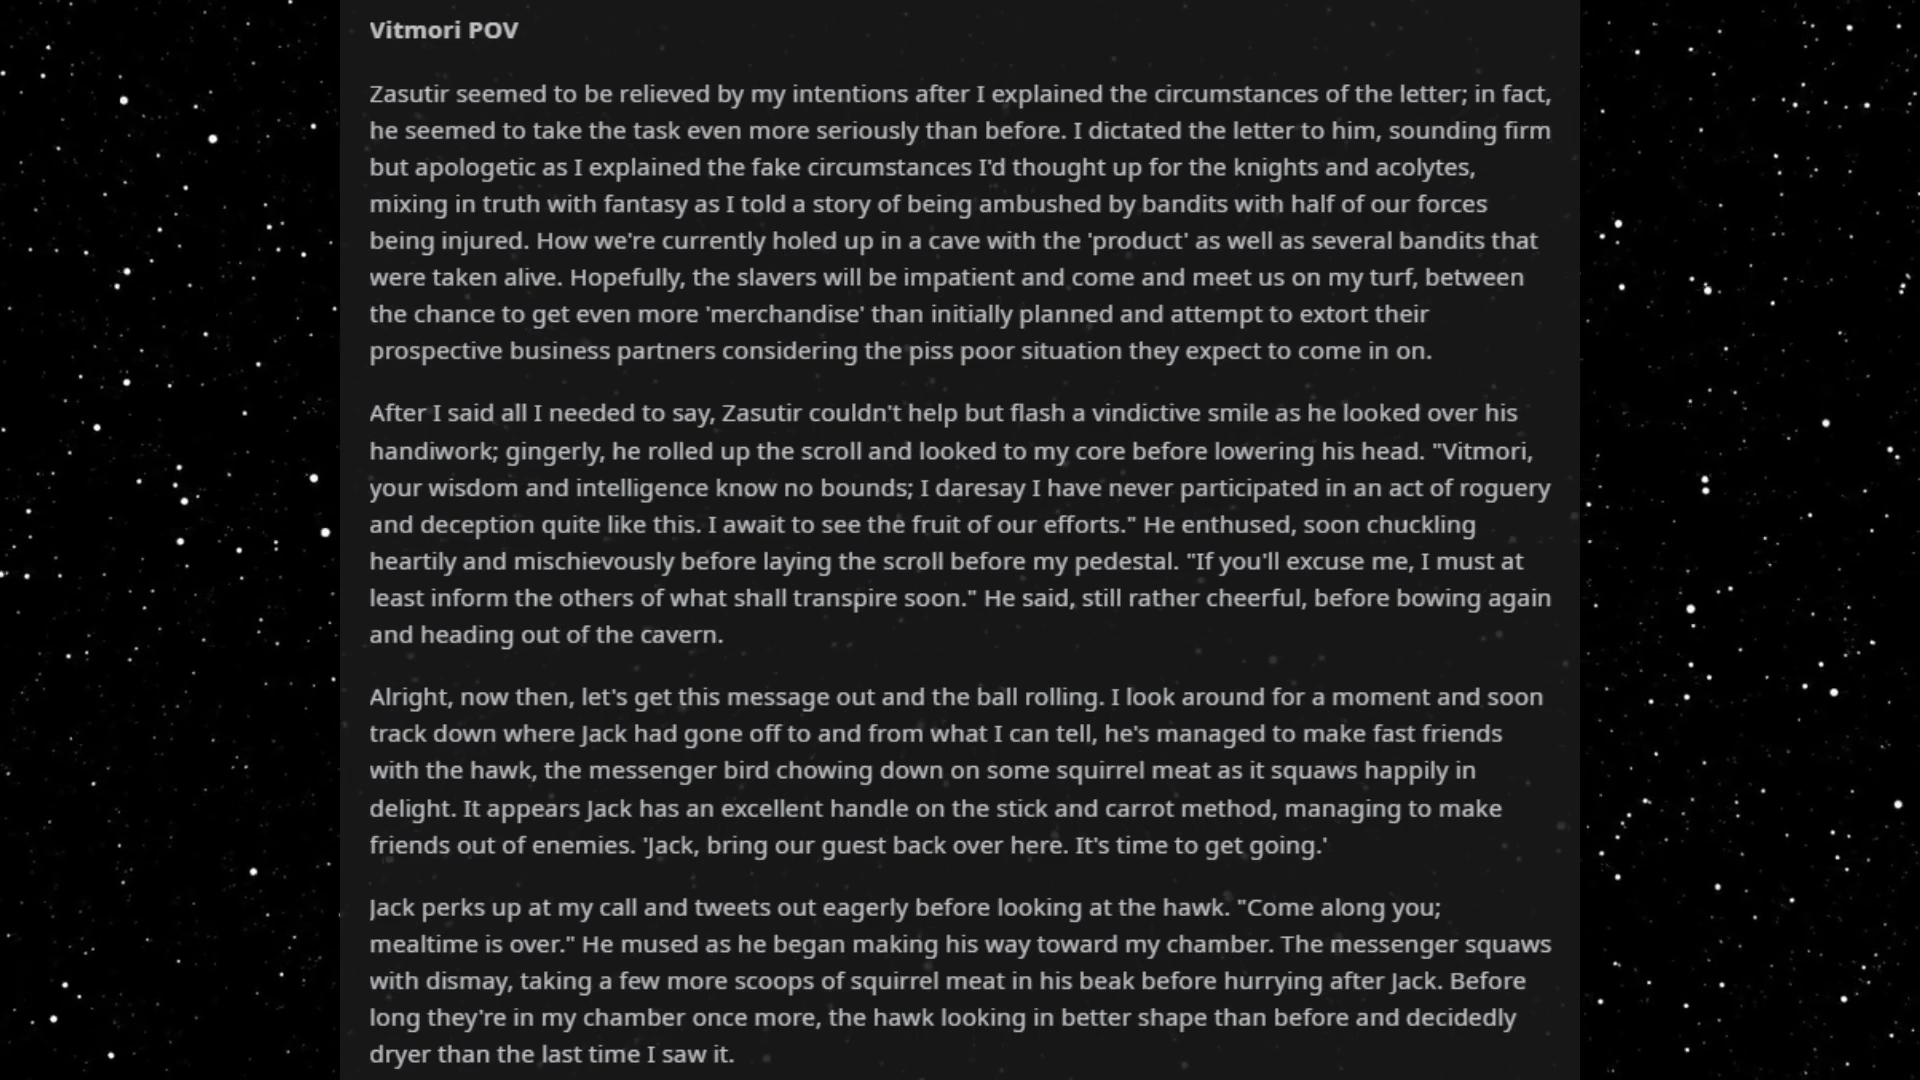 Vitmori POV
Zasutir seemed to be relieved by my intentions after I explained the circumstances of the letter; in fact,
he seemed to take the task even more seriously than before. I dictated the letter to him, sounding firm
but apologetic as I explained the fake circumstances I'd thought up for the knights and acolytes,
mixing in truth with fantasy as I told a story of being ambushed by bandits with half of our forces
being injured. How we're currently holed up in a cave with the 'product' as well as several bandits that
were taken alive. Hopefully, the slavers will be impatient and come and meet us on my turf, between
the chance to get even more 'merchandise' than initially planned and attempt to extort their
prospective business partners considering the piss poor situation they expect to come in on.
After I said all I needed to say, Zasutir couldn't help but flash a vindictive smile as he looked over his
handiwork; gingerly, he rolled up the scroll and looked to my core before lowering his head. "Vitmori,
your wisdom and intelligence know no bounds; I daresay I have never participated in an act of roguery
and deception quite like this. I await to see the fruit of our efforts." He enthused, soon chuckling
heartily and mischievously before laying the scroll before my pedestal. "If you'll excuse me, I must at
least inform the others of what shall transpire soon." He said, still rather cheerful, before bowing again
and heading out of the cavern.
Alright, now then, let's get this message out and the ball rolling. I look around for a moment and soon
track down where Jack had gone off to and from what I can tell, he's managed to make fast friends
with the hawk, the messenger bird chowing down on some squirrel meat as it squaws happily in
delight. It appears Jack has an excellent handle on the stick and carrot method, managing to make
friends out of enemies. 'Jack, bring our guest back over here. It's time to get going.'
Jack perks up at my call and tweets out eagerly before looking at the hawk. "Come along you;
mealtime is over." He mused as he began making his way toward my chamber. The messenger squaws
with dismay, taking a few more scoops of squirrel meat in his beak before hurrying after Jack. Before
long they're in my chamber once more, the hawk looking in better shape than before and decidedly
dryer than the last time I saw it.